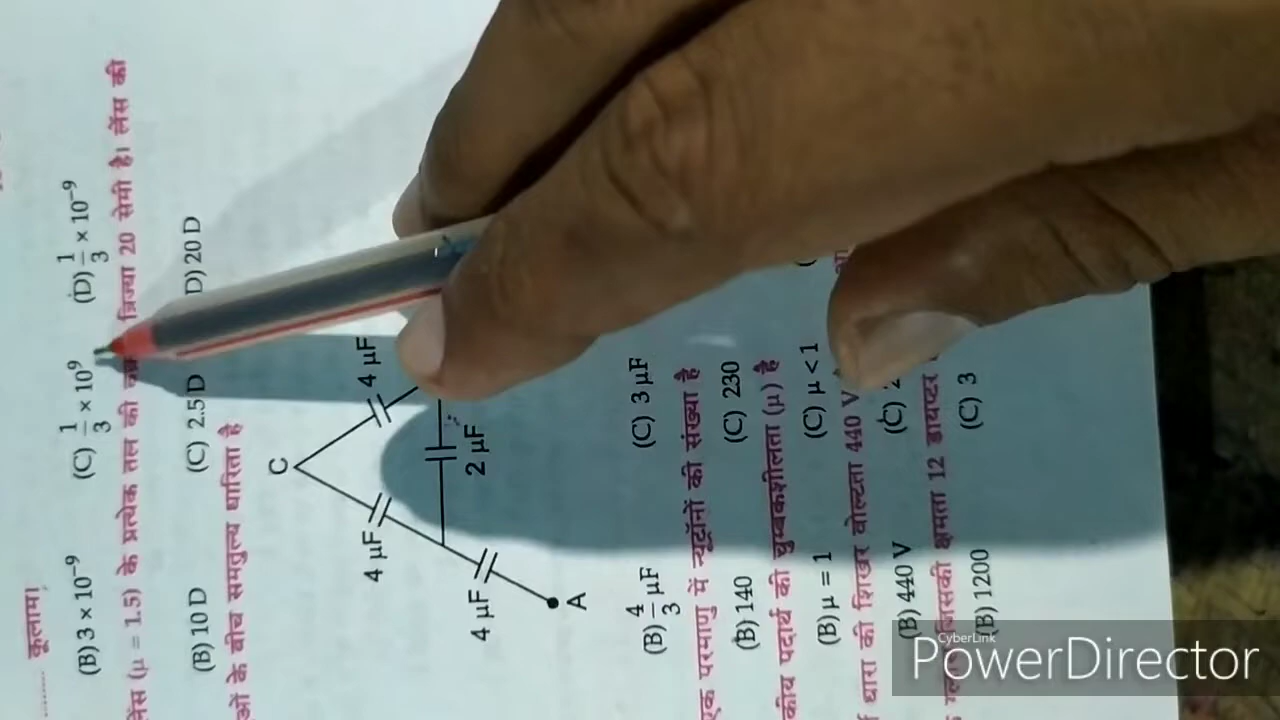 कूलाम।
(B) 3 × 10⁻⁹ (C) 1/3 × 10⁹ (D) 1/3 × 10⁻⁹
(μ = 1.5) के प्रत्येक तल की त्रिज्या 20 सेमी है। लेंस की
(B) 10 D (C) 2.5 D D) 20 D
ओं के बीच समतुल्य धारिता है
C
4 μF 4 μF
2 μF
4 μF
A
(B) 4/3 μF (C) 3 μF
एक परमाणु में न्यूट्रॉनों की संख्या है
(B) 140 (C) 230
पदार्थ की चुम्बकशीलता (μ) है
(B) μ = 1 (C) μ < 1
धारा की शिखर वोल्टता 440 V
(B) 440 V (C)
जिसकी क्षमता 12 डायप्टर
(B) 1200 (C) 3
CyberLink
PowerDirector